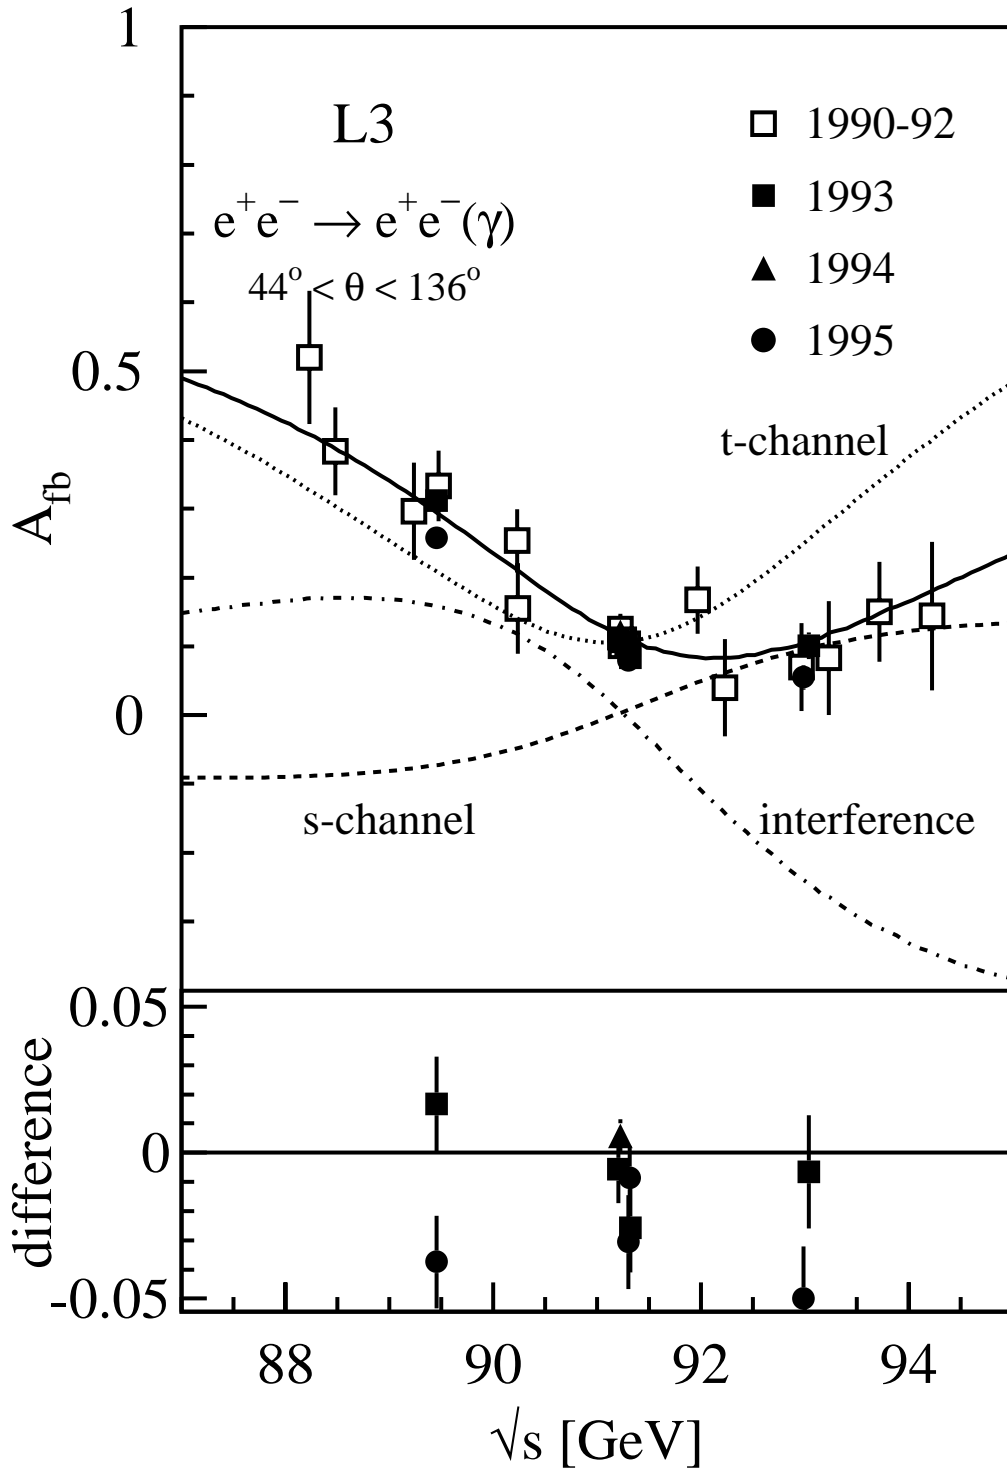 1
L3
1990-92
1993
e⁺e⁻ → e⁺e⁻(γ)
44° < θ < 136°
1994
1995
0.5
t-channel
A_fb
0
s-channel
interference
0.05
difference
0
-0.05
88 90 92 94
√s [GeV]